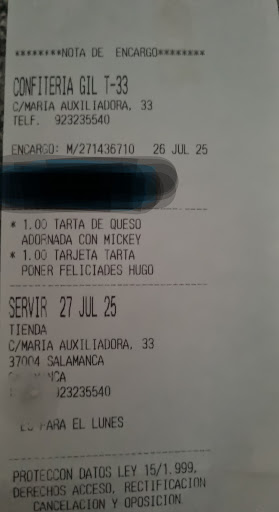 ********NOTA DE ENCARGO********
CONFITERIA GIL T-33
C/MARIA AUXILIADORA, 33
TELF. 923235540
ENCARGO: M/271436710 26 JUL 25
* 1.00 TARTA DE QUESO
ADORNADA CON MICKEY
* 1.00 TARJETA TARTA
PONER FELICIADES HUGO
SERVIR 27 JUL 25
TIENDA
C/MARIA AUXILIADORA, 33
37004 SALAMANCA
923235540
PARA EL LUNES
PROTECCON DATOS LEY 15/1.999,
DERECHOS ACCESO, RECTIFICACION
CANCELACION Y OPOSICION.